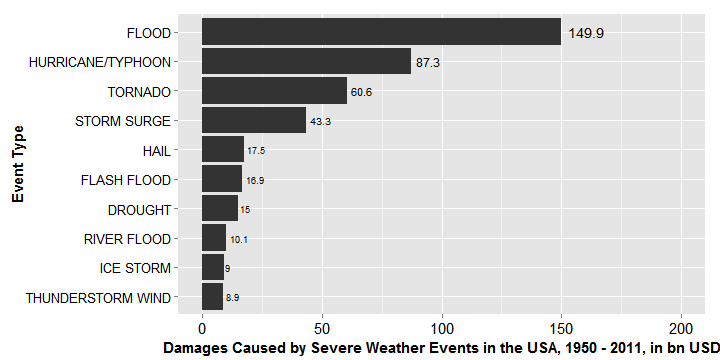 FLOOD 149.9
HURRICANE/TYPHOON 87.3
TORNADO 60.6
STORM SURGE 43.3
HAIL 17.5
FLASH FLOOD 16.9
DROUGHT 15
RIVER FLOOD 10.1
ICE STORM 9
THUNDERSTORM WIND 8.9
Event Type
0 50 100 150 200
Damages Caused by Severe Weather Events in the USA, 1950 - 2011, in bn USD